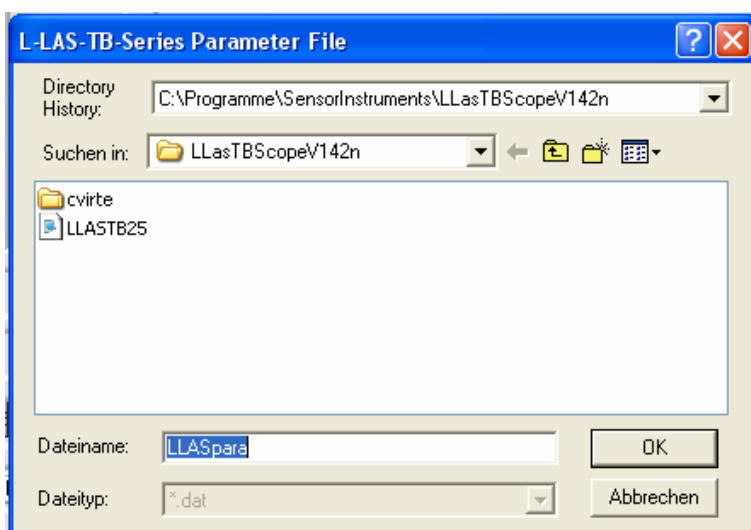 L-LAS-TB-Series Parameter File
Directory
History:
C:\Programme\SensorInstruments\LLasTBScopeV142n
Suchen in:
LLasTBScopeV142n
cvirte
LLASTB25
Dateiname:
LLASpara
OK
Dateityp:
*.dat
Abbrechen